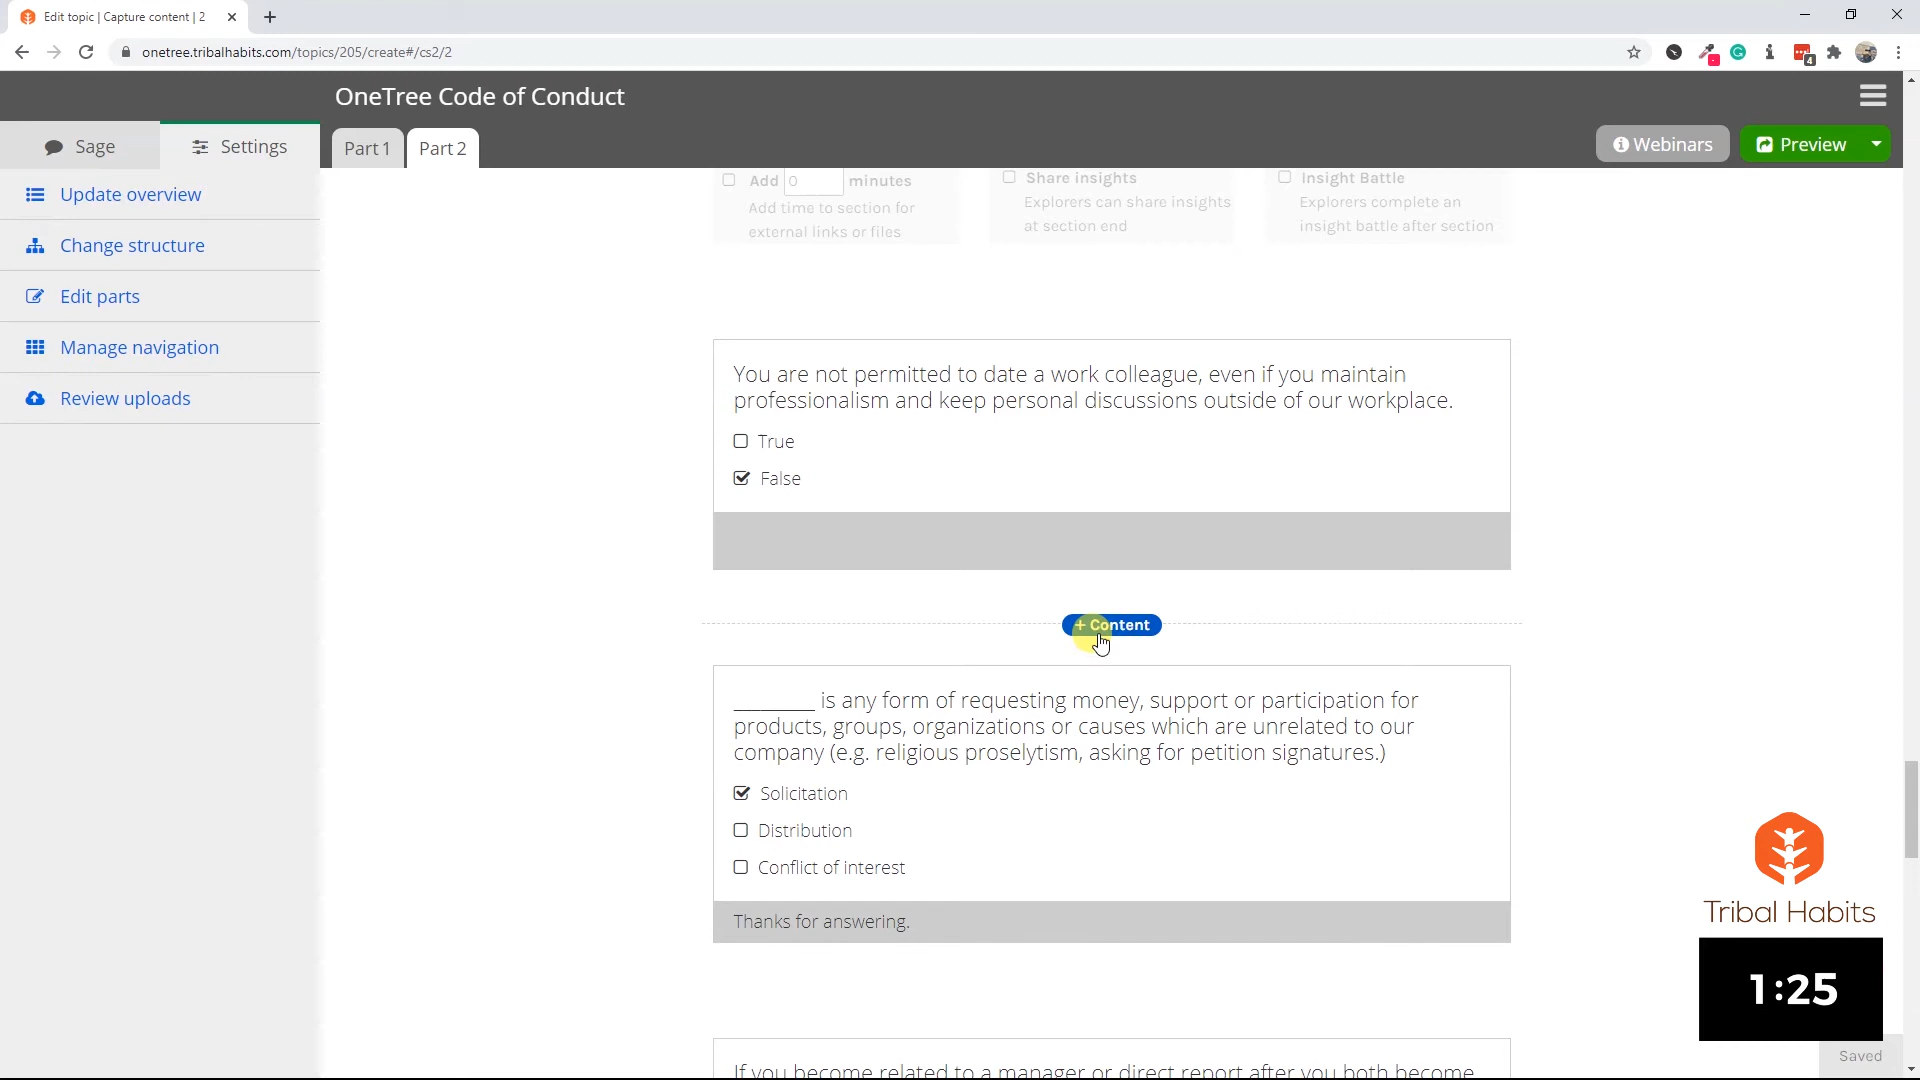 Edit topic | Capture content | 2
onetree.tribalhabits.com/topics/205/create#/cs2/2
4
OneTree Code of Conduct
Sage
Settings
Part 1
Part 2
Webinars
Preview
Update overview
Change structure
Edit parts
Manage navigation
Review uploads
Add 0 minutes
Add time to section for
external links or files
Share insights
Explorers can share insights
at section end
Insight Battle
Explorers complete an
insight battle after section
You are not permitted to date a work colleague, even if you maintain
professionalism and keep personal discussions outside of our workplace.
True
False
+ Content
_________ is any form of requesting money, support or participation for
products, groups, organizations or causes which are unrelated to our
company (e.g. religious proselytism, asking for petition signatures.)
Solicitation
Distribution
Conflict of interest
Thanks for answering.
If you become related to a manager or direct report after you both become
Tribal Habits
1:25
Saved